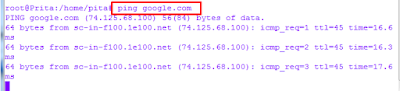 root@Prita:/home/pita# ping google.com
PING google.com (74.125.68.100) 56(84) bytes of data.
64 bytes from sc-in-f100.1e100.net (74.125.68.100): icmp_req=1 ttl=45 time=16.6
ms
64 bytes from sc-in-f100.1e100.net (74.125.68.100): icmp_req=2 ttl=45 time=16.3
ms
64 bytes from sc-in-f100.1e100.net (74.125.68.100): icmp_req=3 ttl=45 time=17.6
ms